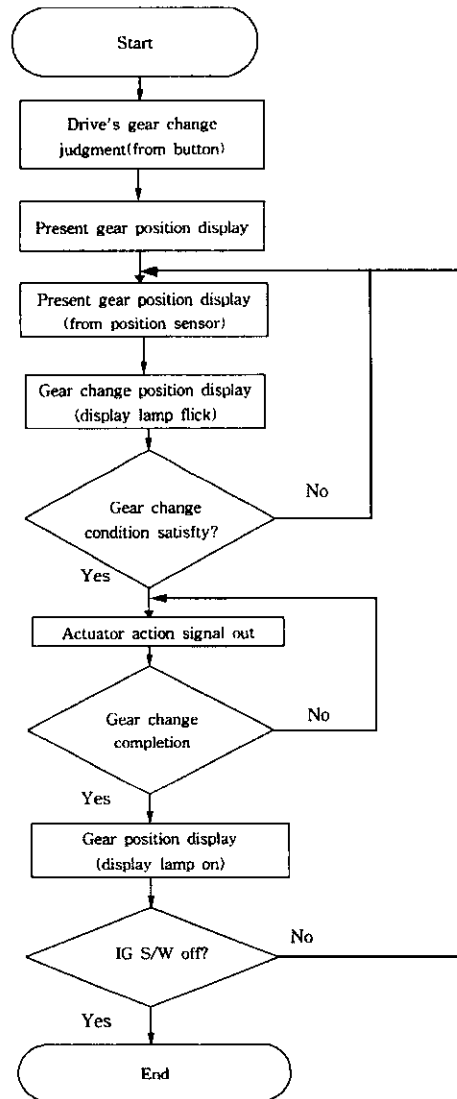 Start
Drive's gear change
judgment(from button)
Present gear position display
Present gear position display
(from position sensor)
Gear change position display
(display lamp flick)
Gear change
condition satisfty?
No
Yes
Actuator action signal out
Gear change
completion
No
Yes
Gear position display
(display lamp on)
IG S/W off?
No
Yes
End